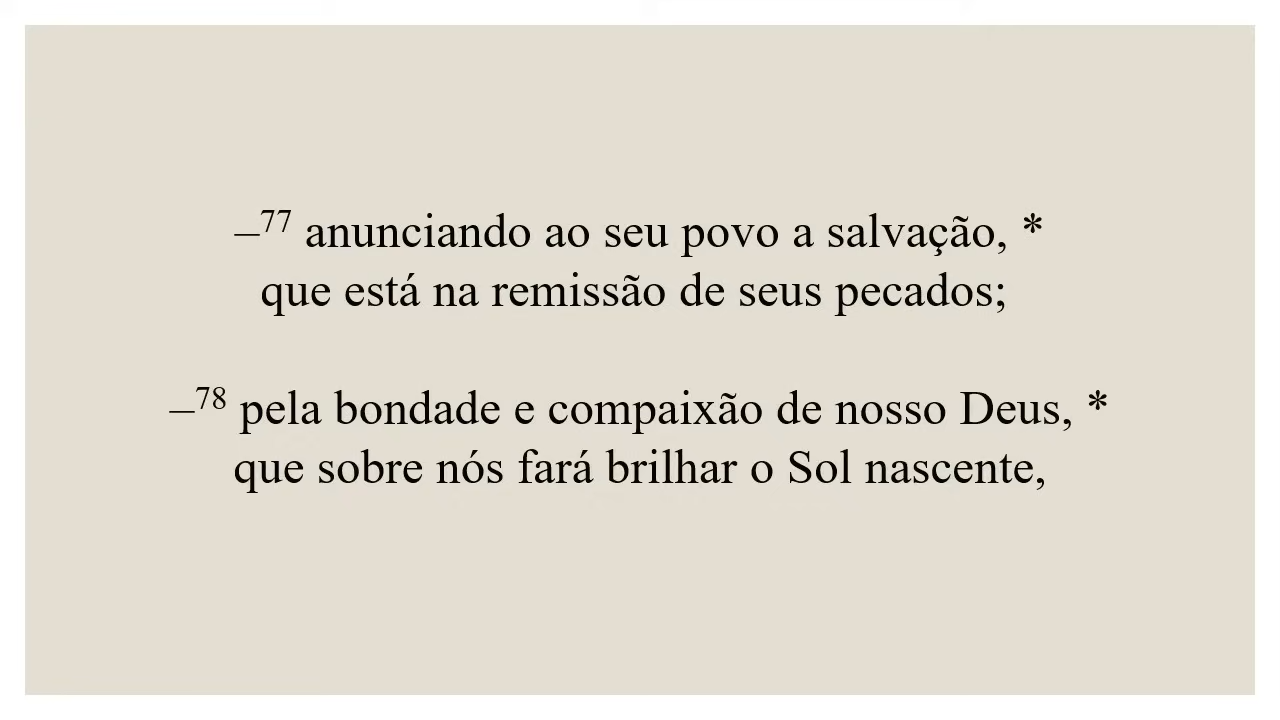 –77 anunciando ao seu povo a salvação, *
que está na remissão de seus pecados;
–78 pela bondade e compaixão de nosso Deus, *
que sobre nós fará brilhar o Sol nascente,